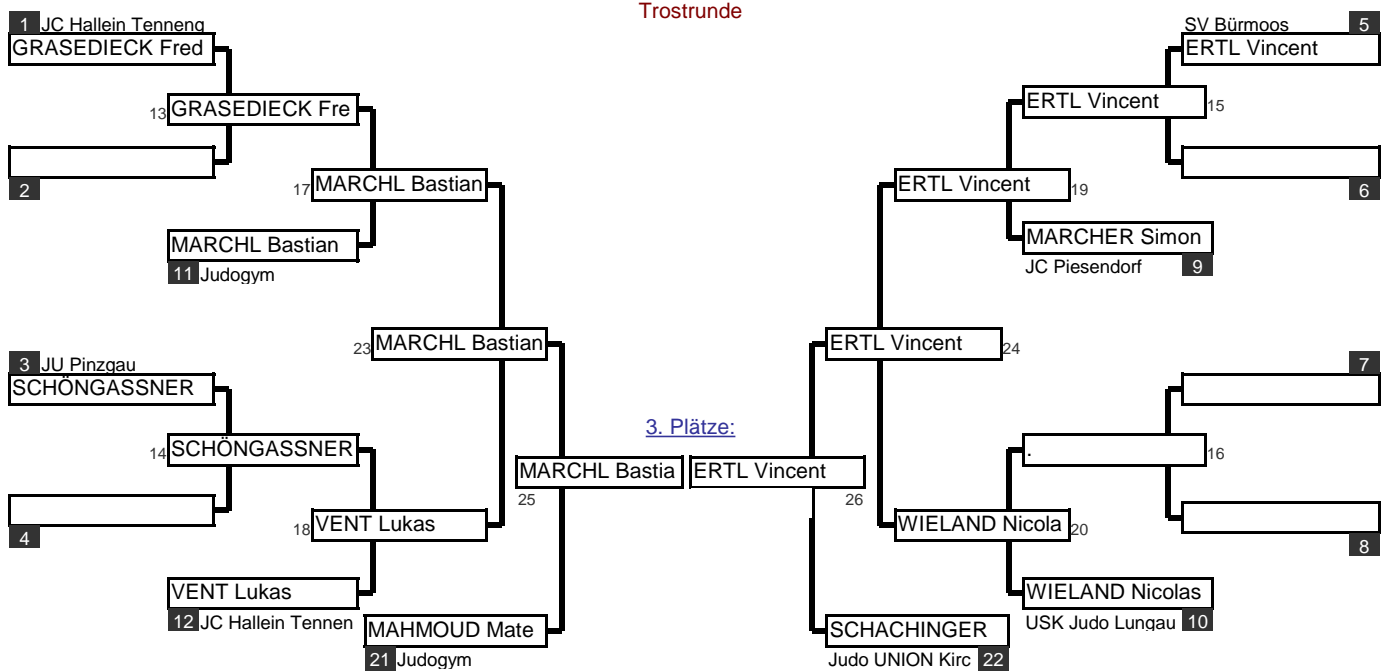 Trostrunde
1 JC Hallein Tenneng
GRASEDIECK Fred
SV Bürmoos 5
ERTL Vincent
13 GRASEDIECK Fre
ERTL Vincent 15
2
17 MARCHL Bastian
ERTL Vincent 19
6
MARCHL Bastian
11 Judogym
MARCHER Simon
JC Piesendorf 9
23 MARCHL Bastian
ERTL Vincent 24
3 JU Pinzgau
SCHÖNGASSNER
7
3. Plätze:
14 SCHÖNGASSNER
. 16
MARCHL Bastia
25
ERTL Vincent
26
4
18 VENT Lukas
WIELAND Nicola 20
8
VENT Lukas
12 JC Hallein Tennen
WIELAND Nicolas
USK Judo Lungau 10
MAHMOUD Mate
21 Judogym
SCHACHINGER
Judo UNION Kirc 22